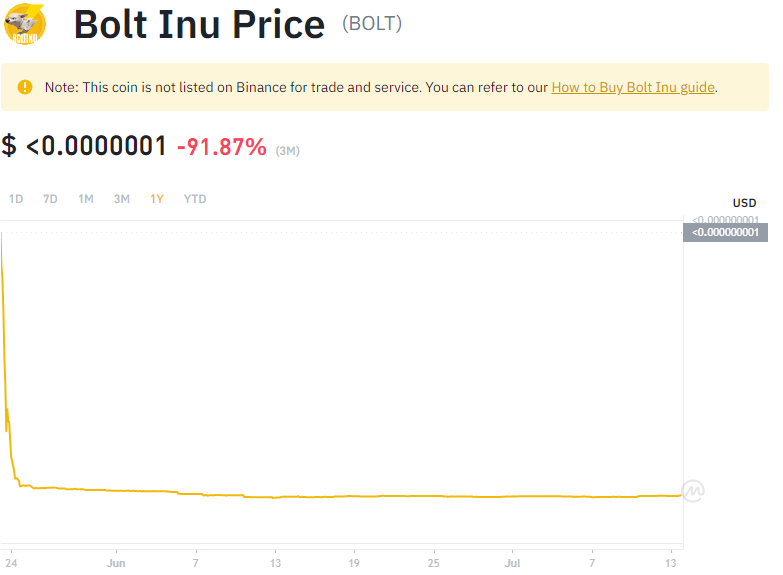 Bolt Inu Price (BOLT)
Note: This coin is not listed on Binance for trade and service. You can refer to our How to Buy Bolt Inu guide.
$ <0.0000001 -91.87% (3M)
1D 7D 1M 3M 1Y YTD
USD
<0.000000001
<0.000000001
24 Jun 7 13 19 25 Jul 7 13